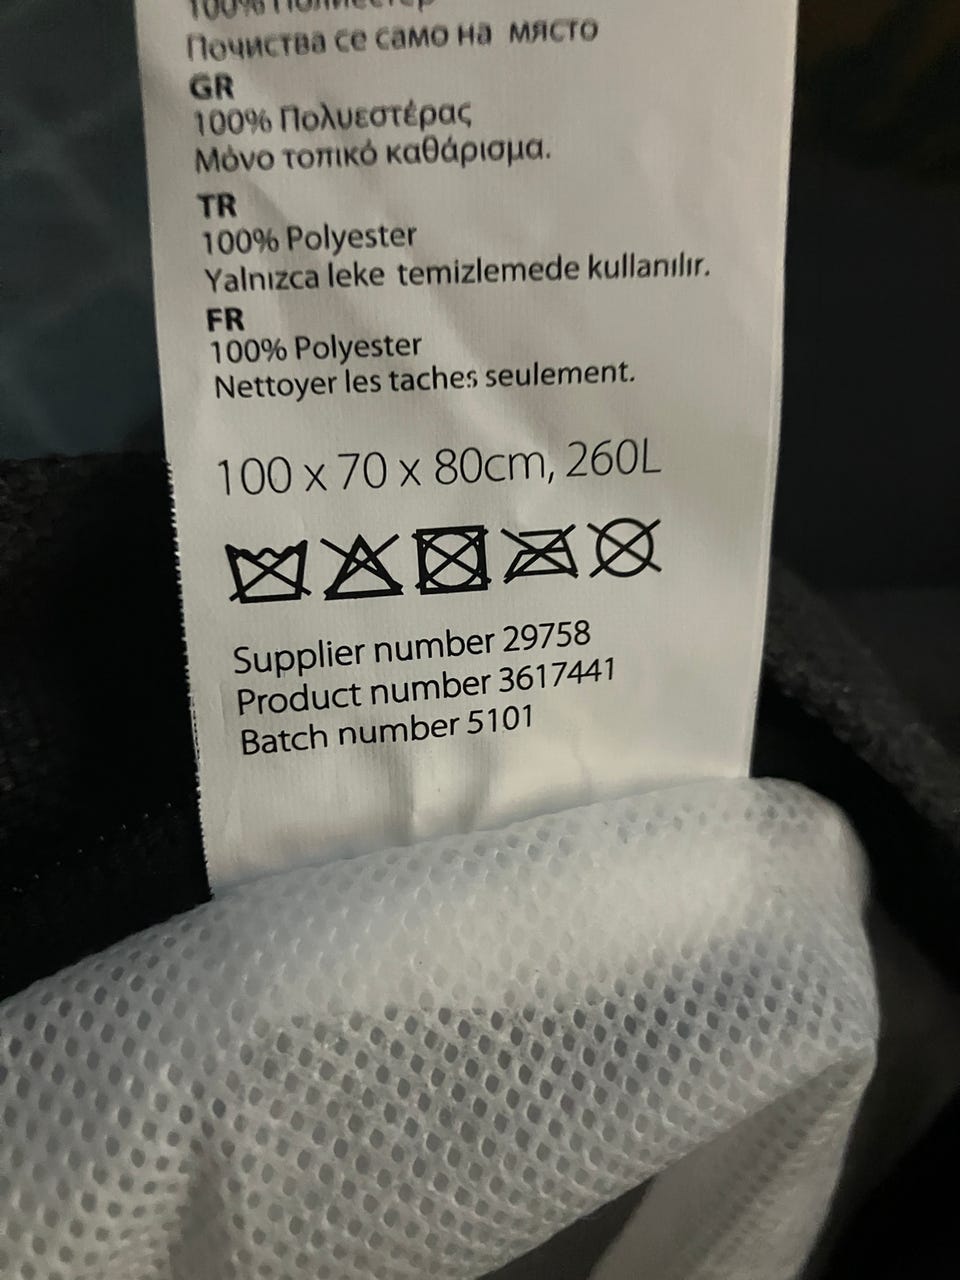 100% Полиестер
Почиства се само на място
GR
100% Πολυεστέρας
Μόνο τοπικό καθάρισμα.
TR
100% Polyester
Yalnızca leke temizlemede kullanılır.
FR
100% Polyester
Nettoyer les taches seulement.
100 x 70 x 80cm, 260L
Supplier number 29758
Product number 3617441
Batch number 5101